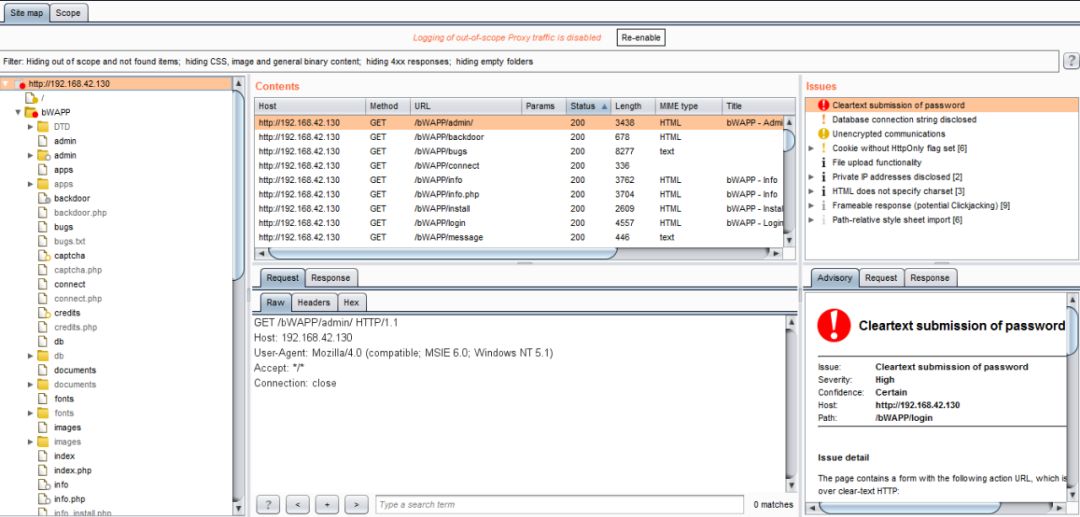 Site map Scope
Logging of out-of-scope Proxy traffic is disabled Re-enable
Filter: Hiding out of scope and not found items; hiding CSS, image and general binary content; hiding 4xx responses; hiding empty folders ?
http://192.168.42.130
/
bWAPP
DTD
admin
admin
apps
apps
backdoor
backdoor.php
bugs
bugs.txt
captcha
captcha.php
connect
connect.php
credits
credits.php
db
db
documents
documents
fonts
fonts
images
images
index
index.php
info
info.php
info_install.php
Contents
Host Method URL Params Status Length MIME type Title
http://192.168.42.130 GET /bWAPP/admin/ 200 3438 HTML bWAPP - Admi
http://192.168.42.130 GET /bWAPP/backdoor 200 678 HTML
http://192.168.42.130 GET /bWAPP/bugs 200 8277 text
http://192.168.42.130 GET /bWAPP/connect 200 336
http://192.168.42.130 GET /bWAPP/info 200 3762 HTML bWAPP - Info
http://192.168.42.130 GET /bWAPP/info.php 200 3704 HTML bWAPP - Info
http://192.168.42.130 GET /bWAPP/install 200 2609 HTML bWAPP - Instal
http://192.168.42.130 GET /bWAPP/login 200 4557 HTML bWAPP - Login
http://192.168.42.130 GET /bWAPP/message 200 446 text
Request Response
Raw Headers Hex
GET /bWAPP/admin/ HTTP/1.1
Host: 192.168.42.130
User-Agent: Mozilla/4.0 (compatible; MSIE 6.0; Windows NT 5.1)
Accept: */*
Connection: close
? < + > Type a search term 0 matches
Issues
Cleartext submission of password
Database connection string disclosed
Unencrypted communications
Cookie without HttpOnly flag set [6]
File upload functionality
Private IP addresses disclosed [2]
HTML does not specify charset [3]
Frameable response (potential Clickjacking) [9]
Path-relative style sheet import [6]
Advisory Request Response
Cleartext submission of password
Issue: Cleartext submission of password
Severity: High
Confidence: Certain
Host: http://192.168.42.130
Path: /bWAPP/login
Issue detail
The page contains a form with the following action URL, which is
over clear-text HTTP: